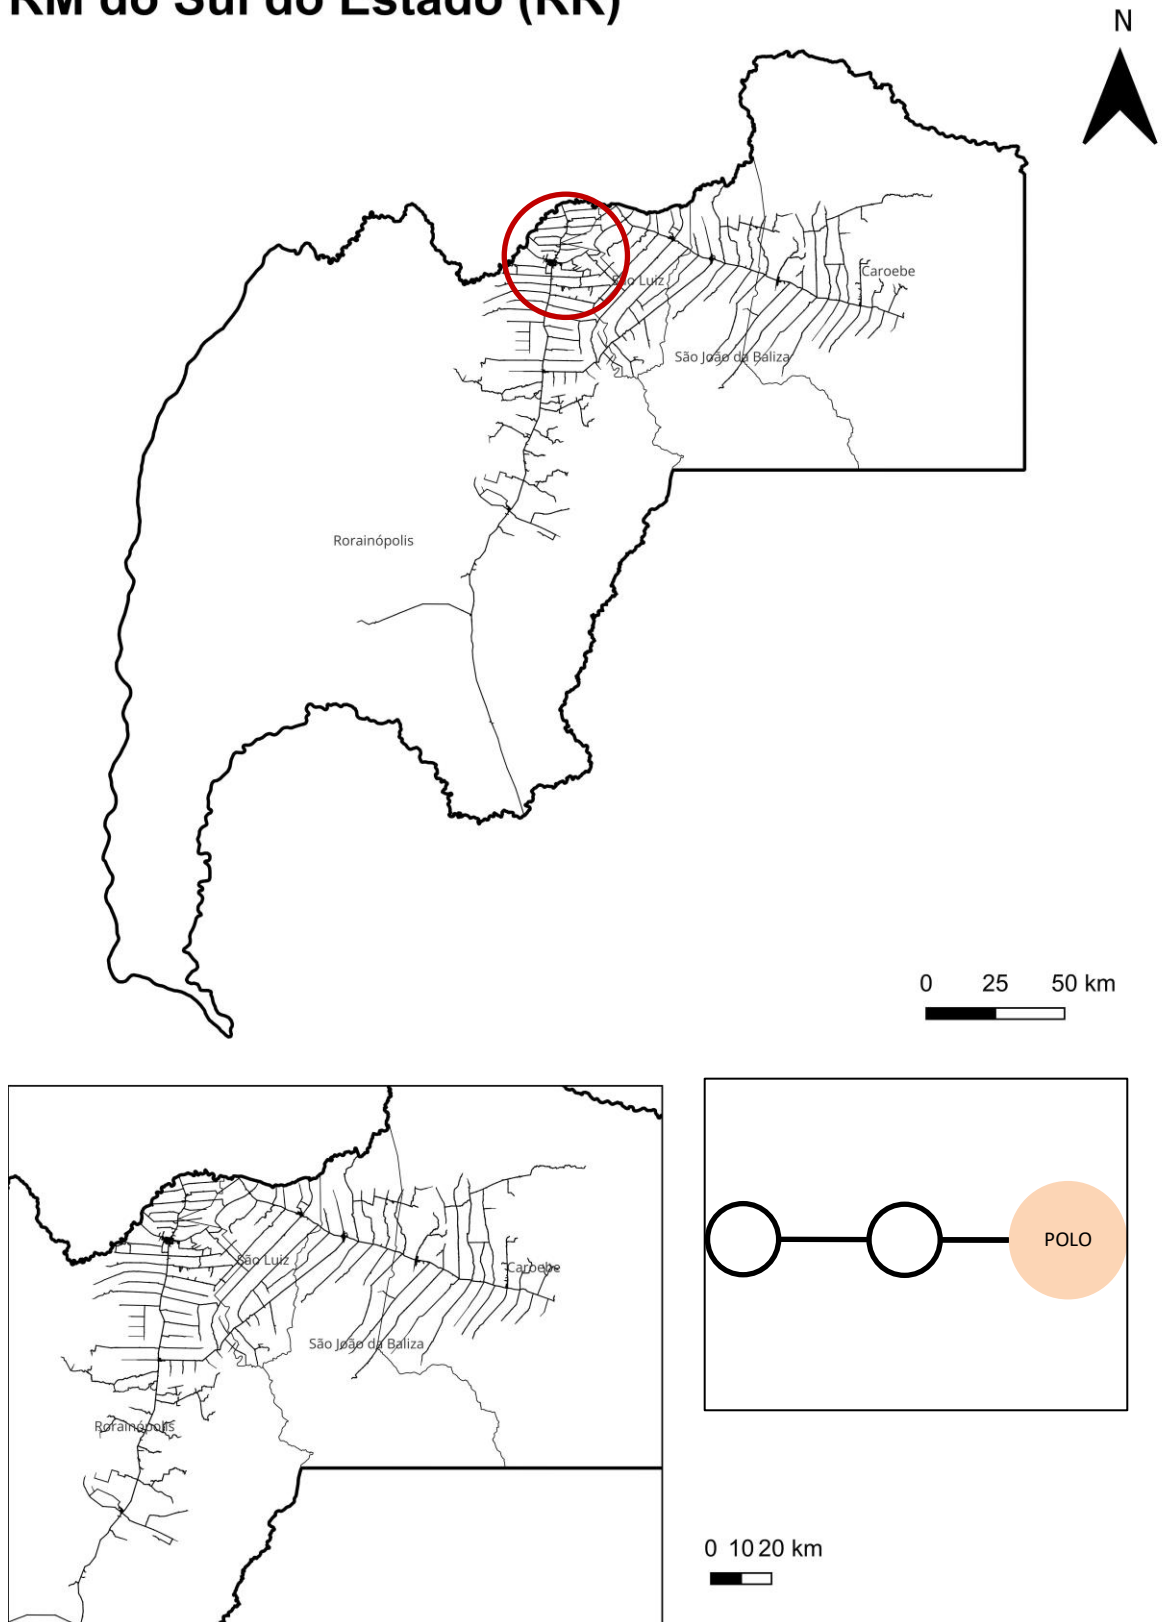 RM do Sul do Estado (RR)
N
Caroebe
São Luiz
São João da Baliza
Rorainópolis
0 25 50 km
São Luiz
Caroebe
São João da Baliza
Rorainópolis
POLO
0 10 20 km